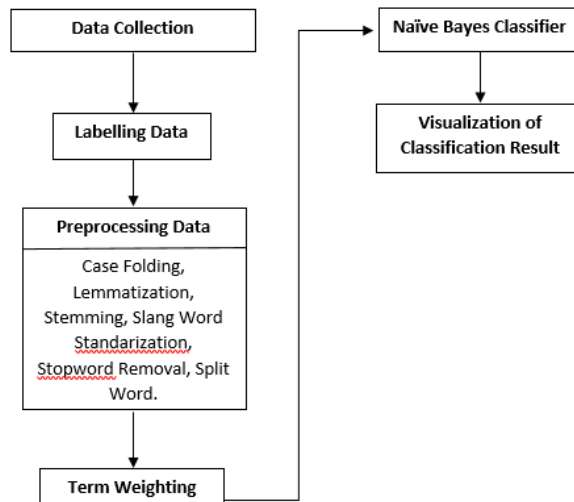 Data Collection
Labelling Data
Preprocessing Data
Case Folding,
Lemmatization,
Stemming, Slang Word
Standarization,
Stopword Removal, Split
Word.
Term Weighting
Naïve Bayes Classifier
Visualization of
Classification Result